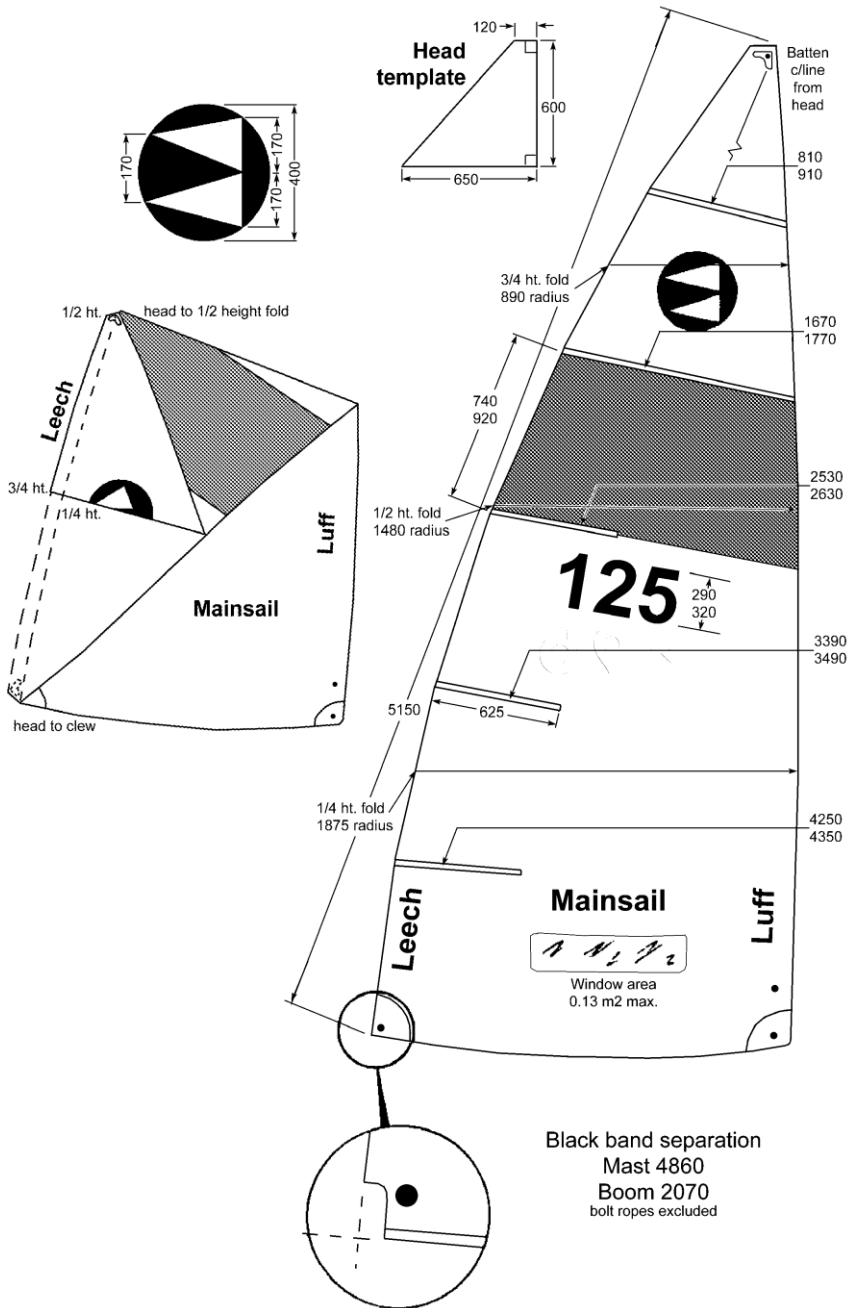 120
Head
template
600
650
170
170
170
400
Batten
c/line
from
head
810
910
3/4 ht. fold
890 radius
1670
1770
740
920
1/2 ht. fold
1480 radius
2530
2630
125
290
320
3390
3490
625
5150
1/4 ht. fold
1875 radius
4250
4350
Leech
Mainsail
Luff
Window area
0.13 m2 max.
1/2 ht.
head to 1/2 height fold
Leech
3/4 ht.
1/4 ht.
Luff
Mainsail
head to clew
Black band separation
Mast 4860
Boom 2070
bolt ropes excluded